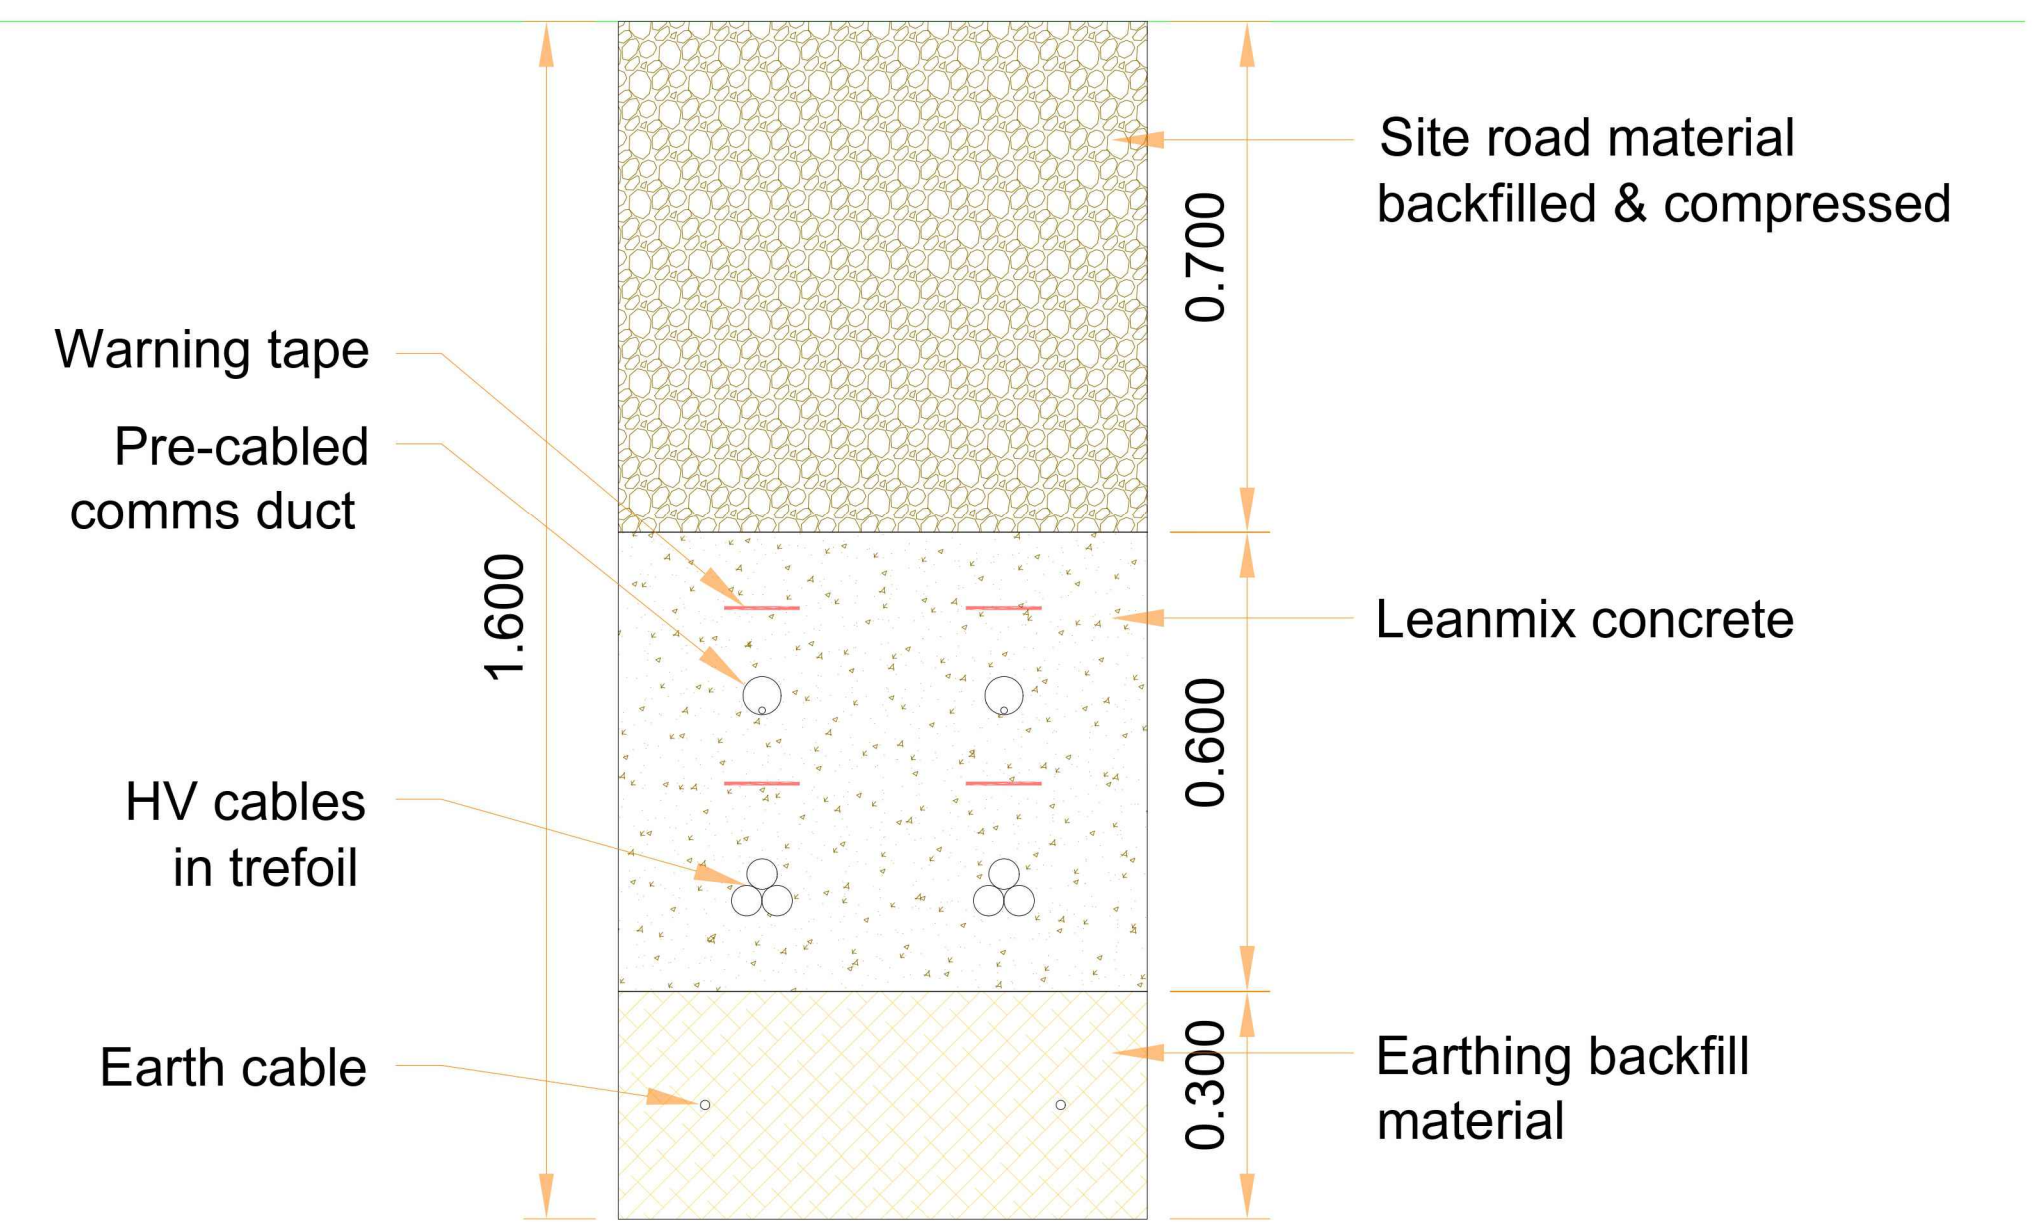 Site road material
backfilled & compressed
0.700
Warning tape
Pre-cabled
comms duct
1.600
Leanmix concrete
0.600
HV cables
in trefoil
Earth cable
0.300
Earthing backfill
material